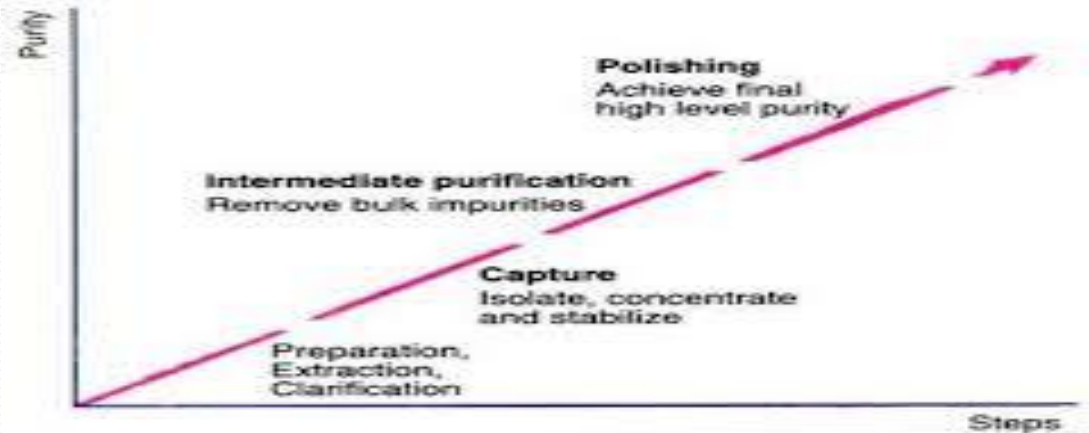 Purity
Polishing
Achieve final
high level purity
Intermediate purification
Remove bulk impurities
Capture
Isolate, concentrate
and stabilize
Preparation,
Extraction,
Clarification
Steps